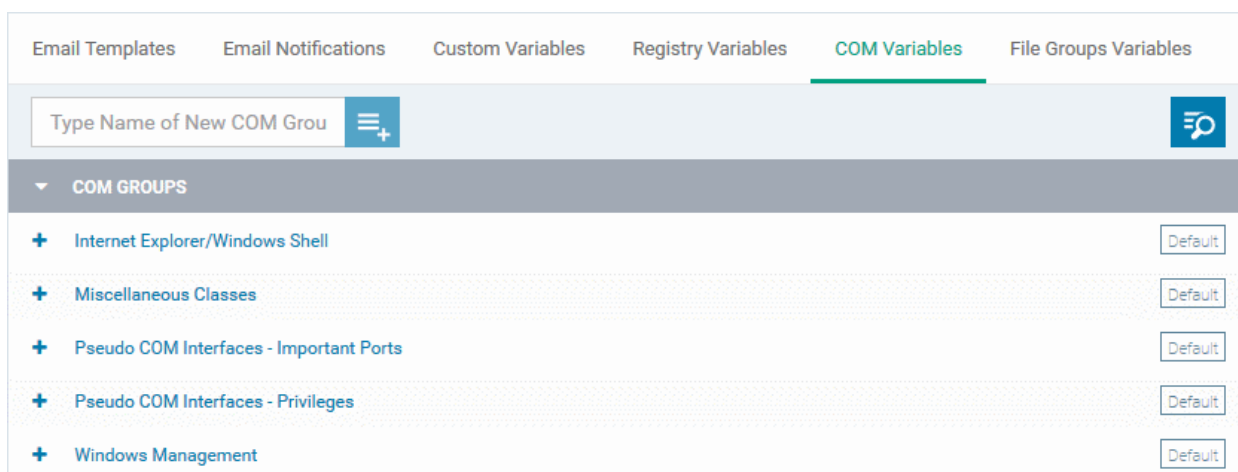 Email Templates Email Notifications Custom Variables Registry Variables COM Variables File Groups Variables
Type Name of New COM Grou
COM GROUPS
Internet Explorer/Windows Shell Default
Miscellaneous Classes Default
Pseudo COM Interfaces - Important Ports Default
Pseudo COM Interfaces - Privileges Default
Windows Management Default